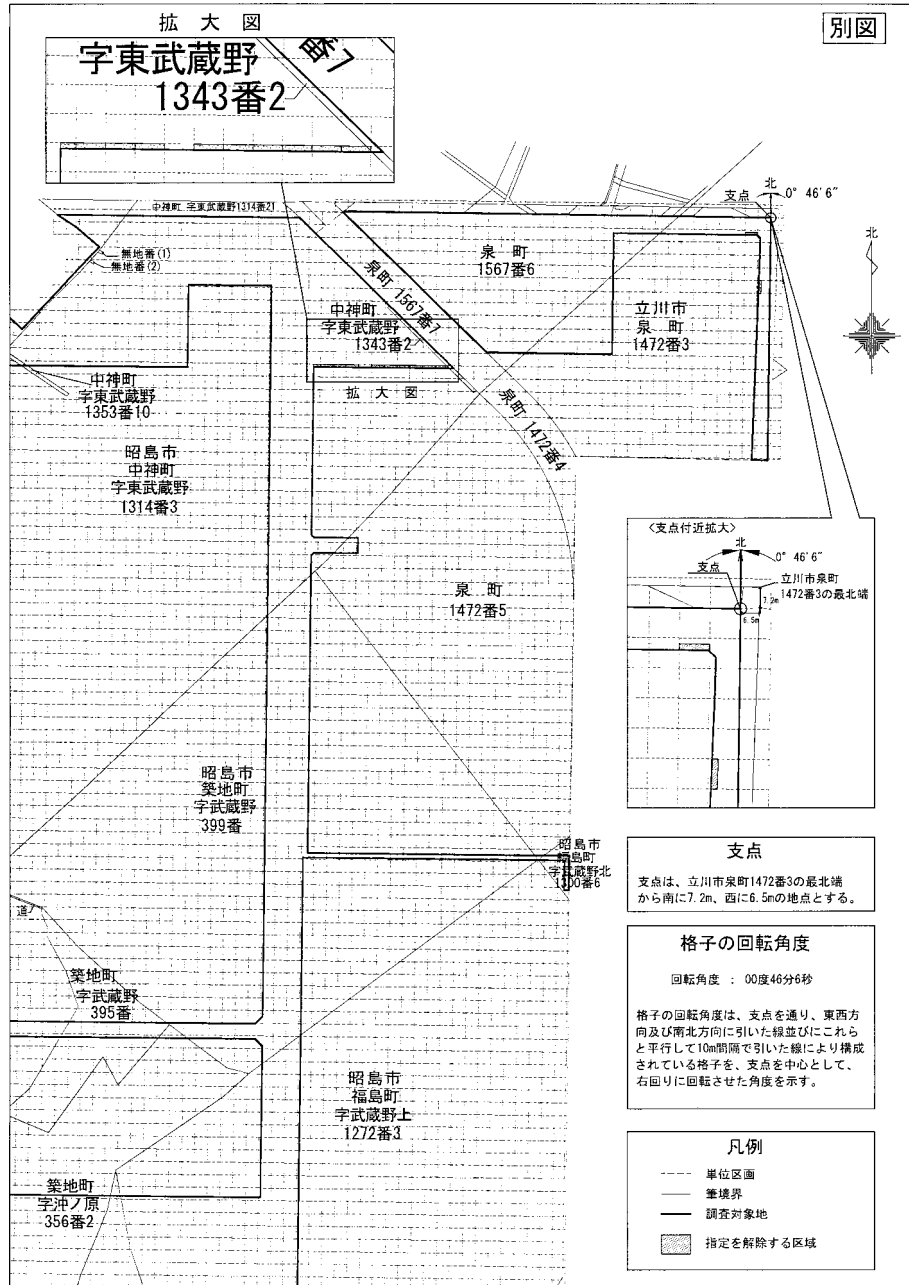 別図
拡大図
字東武蔵野
1343番2
番7
中神町 字東武蔵野1314番21
無地番(1)
無地番(2)
泉町
1567番6
泉町 1567番7
中神町
字東武蔵野
1343番2
拡大図
立川市
泉町
1472番3
支点
北
0° 46'6"
北
中神町
字東武蔵野
1353番10
泉町 1472番4
昭島市
中神町
字東武蔵野
1314番3
泉町
1472番5
<支点付近拡大>
北
0° 46'6"
支点
立川市泉町
1472番3の最北端
7.2m
6.5m
昭島市
築地町
字武蔵野
399番
昭島市
福島町
字武蔵野北
1300番6
道
築地町
字武蔵野
395番
昭島市
福島町
字武蔵野上
1272番3
築地町
字沖ノ原
356番2
支点
支点は、立川市泉町1472番3の最北端
から南に7.2m、西に6.5mの地点とする。
格子の回転角度
回転角度 : 00度46分6秒
格子の回転角度は、支点を通り、東西方
向及び南北方向に引いた線並びにこれら
と平行して10m間隔で引いた線により構成
されている格子を、支点を中心として、
右回りに回転させた角度を示す。
凡例
単位区画
筆境界
調査対象地
指定を解除する区域